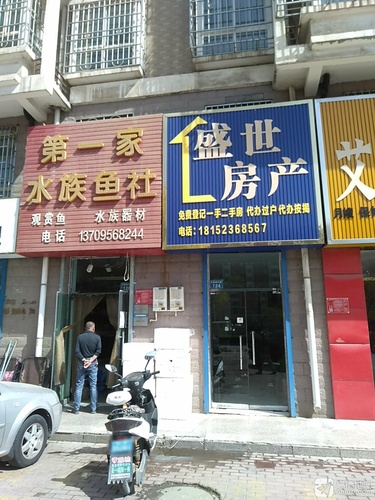 第一家
水族鱼社
观赏鱼 水族器材
电话 13709568244
盛世
房产
免费登记一手二手房 代办过户代办按揭
电话:18152368567
艾
月嫂